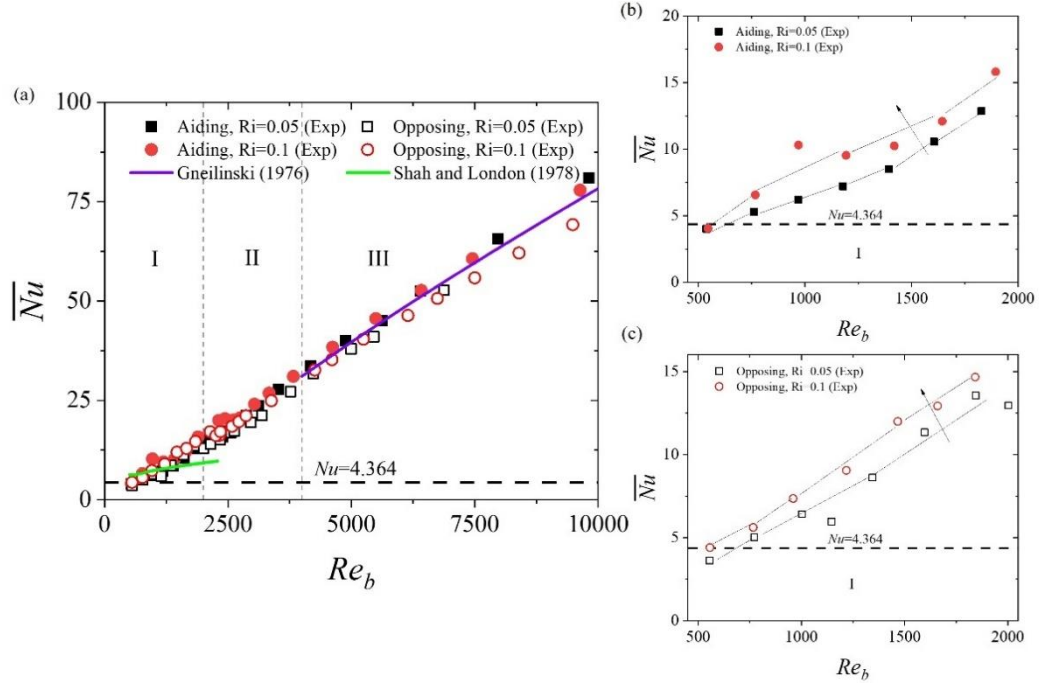 (a)
100
75
50
25
0
Nu
Aiding, Ri=0.05 (Exp)
Opposing, Ri=0.05 (Exp)
Aiding, Ri=0.1 (Exp)
Opposing, Ri=0.1 (Exp)
Gneilinski (1976)
Shah and London (1978)
I
II
III
Nu=4.364
0
2500
5000
7500
10000
Re_b
(b)
20
15
10
5
0
Nu
Aiding, Ri=0.05 (Exp)
Aiding, Ri=0.1 (Exp)
Nu=4.364
I
500
1000
1500
2000
Re_b
(c)
15
10
5
0
Nu
Opposing, Ri=0.05 (Exp)
Opposing, Ri=0.1 (Exp)
Nu=4.364
I
500
1000
1500
2000
Re_b